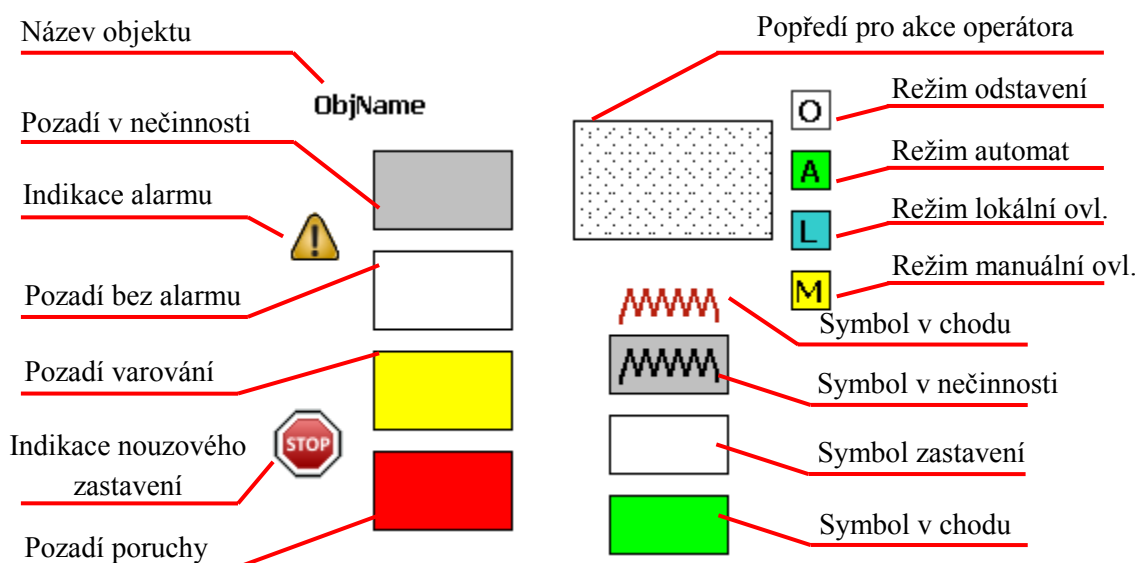 Název objektu
ObjName
Pozadí v nečinnosti
Indikace alarmu
Pozadí bez alarmu
Pozadí varování
Indikace nouzového
zastavení
STOP
Pozadí poruchy
Popředí pro akce operátora
O
Režim odstavení
A
Režim automat
L
Režim lokální ovl.
M
Režim manuální ovl.
Symbol v chodu
Symbol v nečinnosti
Symbol zastavení
Symbol v chodu